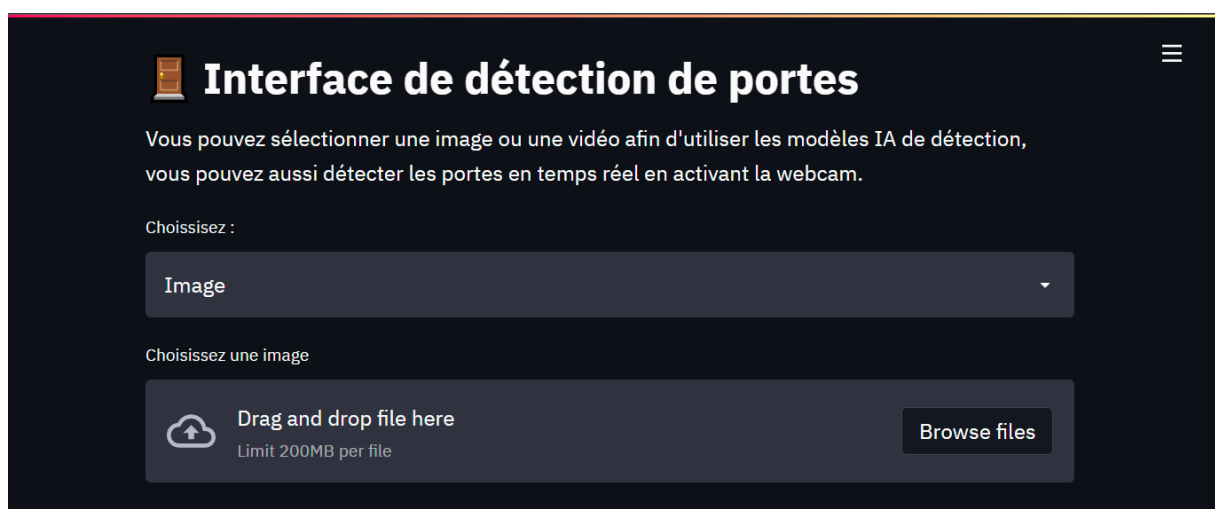 Interface de détection de portes
Vous pouvez sélectionner une image ou une vidéo afin d'utiliser les modèles IA de détection,
vous pouvez aussi détecter les portes en temps réel en activant la webcam.
Choissisez :
Image
Choisissez une image
Drag and drop file here
Limit 200MB per file
Browse files